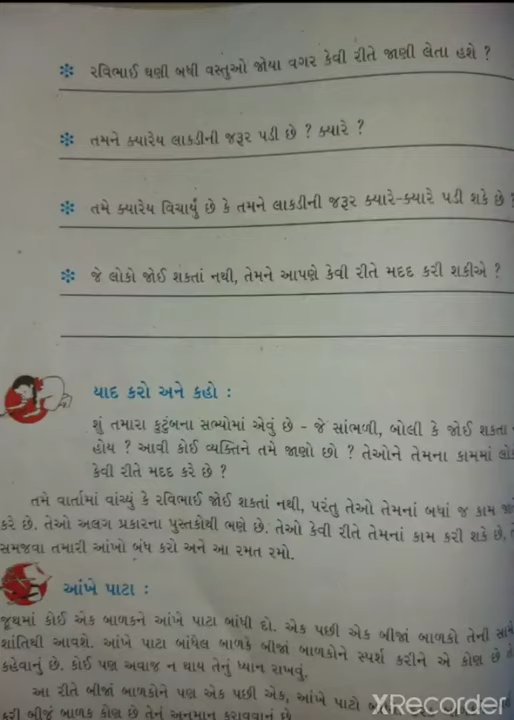 રવિભાઈ ઘણી બધી વસ્તુઓ જોયા વગર કેવી રીતે જાણી લેતા હશે ?
તમને ક્યારેય લાકડીની જરૂર પડી છે ? ક્યારે ?
તમે ક્યારેય વિચાર્યું છે કે તમને લાકડીની જરૂર ક્યારે-ક્યારે પડી શકે છે ?
જે લોકો જોઈ શકતાં નથી, તેમને આપણે કેવી રીતે મદદ કરી શકીએ ?
યાદ કરો અને કહો :
શું તમારા કુટુંબના સભ્યોમાં એવું છે - જે સાંભળી, બોલી કે જોઈ શકતા
હોય ? આવી કોઈ વ્યક્તિને તમે જાણો છો ? તેઓને તેમના કામમાં
કેવી રીતે મદદ કરે છે ?
તમે વાર્તામાં વાંચ્યું કે રવિભાઈ જોઈ શકતાં નથી, પરંતુ તેઓ તેમનાં બધાં જ કામ
કરે છે. તેઓ અલગ પ્રકારના પુસ્તકોથી ભણે છે. તેઓ કેવી રીતે તેમનાં કામ કરી શકે છે,
સમજવા તમારી આંખો બંધ કરો અને આ રમત રમો.
આંખે પાટા :
જૂથમાં કોઈ એક બાળકને આંખે પાટા બાંધી દો. એક પછી એક બીજાં બાળકો તેની
શાંતિથી આવશે. આંખે પાટા બાંધેલ બાળકે બીજાં બાળકોને સ્પર્શ કરીને એ કોણ છે
કહેવાનું છે. કોઈ પણ અવાજ ન થાય તેનું ધ્યાન રાખવું.
આ રીતે બીજાં બાળકોને પણ એક પછી એક, આંખે પાટા
કરી બીજું બાળક કોણ છે તેનું અનુમાન કરાવવાનું છે
XRecorder